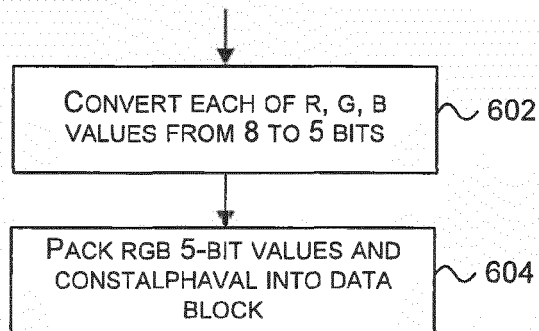 CONVERT EACH OF R, G, B
VALUES FROM 8 TO 5 BITS
602
PACK RGB 5-BIT VALUES AND
CONSTALPHAVAL INTO DATA
BLOCK
604